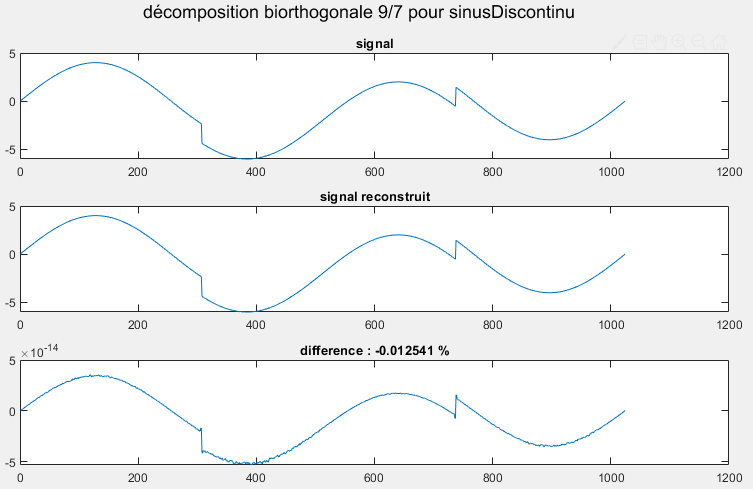 décomposition biorthogonale 9/7 pour sinusDiscontinu
signal
5
0
-5
0 200 400 600 800 1000 1200
signal reconstruit
5
0
-5
0 200 400 600 800 1000 1200
×10-14
difference : -0.012541 %
5
0
-5
0 200 400 600 800 1000 1200